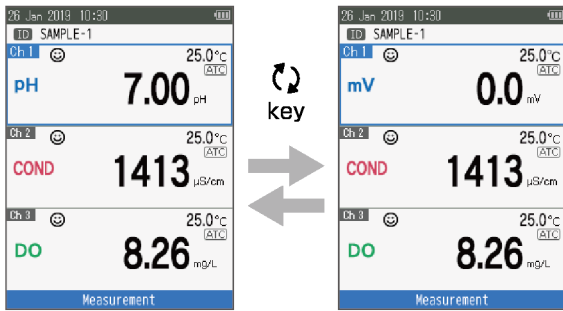 26 Jan 2019 10:30
ID SAMPLE-1
Ch 1 25.0°C
ATC
pH 7.00 pH
Ch 2 25.0°C
ATC
COND 1413 µS/cm
Ch 3 25.0°C
ATC
DO 8.26 mg/L
Measurement
key
26 Jan 2019 10:30
ID SAMPLE-1
Ch 1 25.0°C
ATC
mV 0.0 mV
Ch 2 25.0°C
ATC
COND 1413 µS/cm
Ch 3 25.0°C
ATC
DO 8.26 mg/L
Measurement